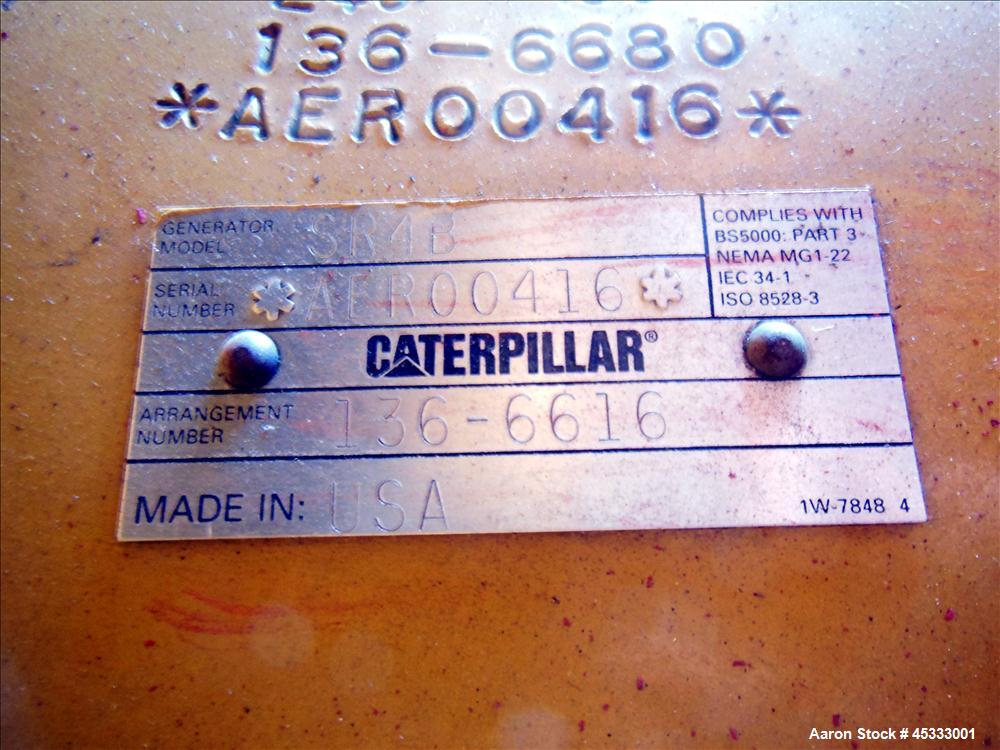 136-6680
*AER00416*
GENERATOR MODEL SR4B
SERIAL NUMBER *AER00416*
COMPLIES WITH
BS5000: PART 3
NEMA MG1-22
IEC 34-1
ISO 8528-3
CATERPILLAR®
ARRANGEMENT NUMBER 136-6616
MADE IN: USA
1W-7848 4
Aaron Stock # 45333001